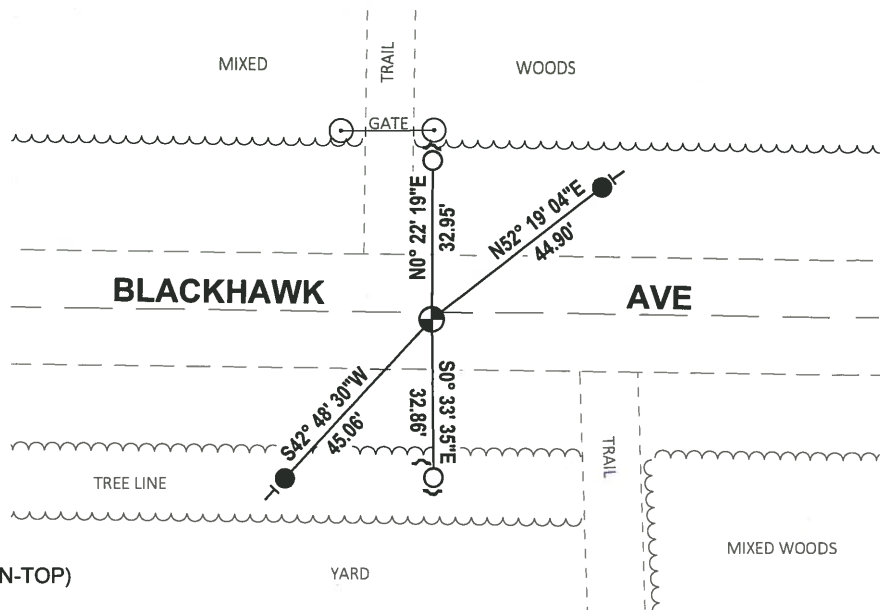 MIXED
TRAIL
WOODS
GATE
N0° 22' 19"E
32.95'
N52° 19' 04"E
44.90'
BLACKHAWK
AVE
S42° 48' 30"W
45.06'
S0° 33' 35"E
32.86'
TREE LINE
TRAIL
MIXED WOODS
N-TOP)
YARD